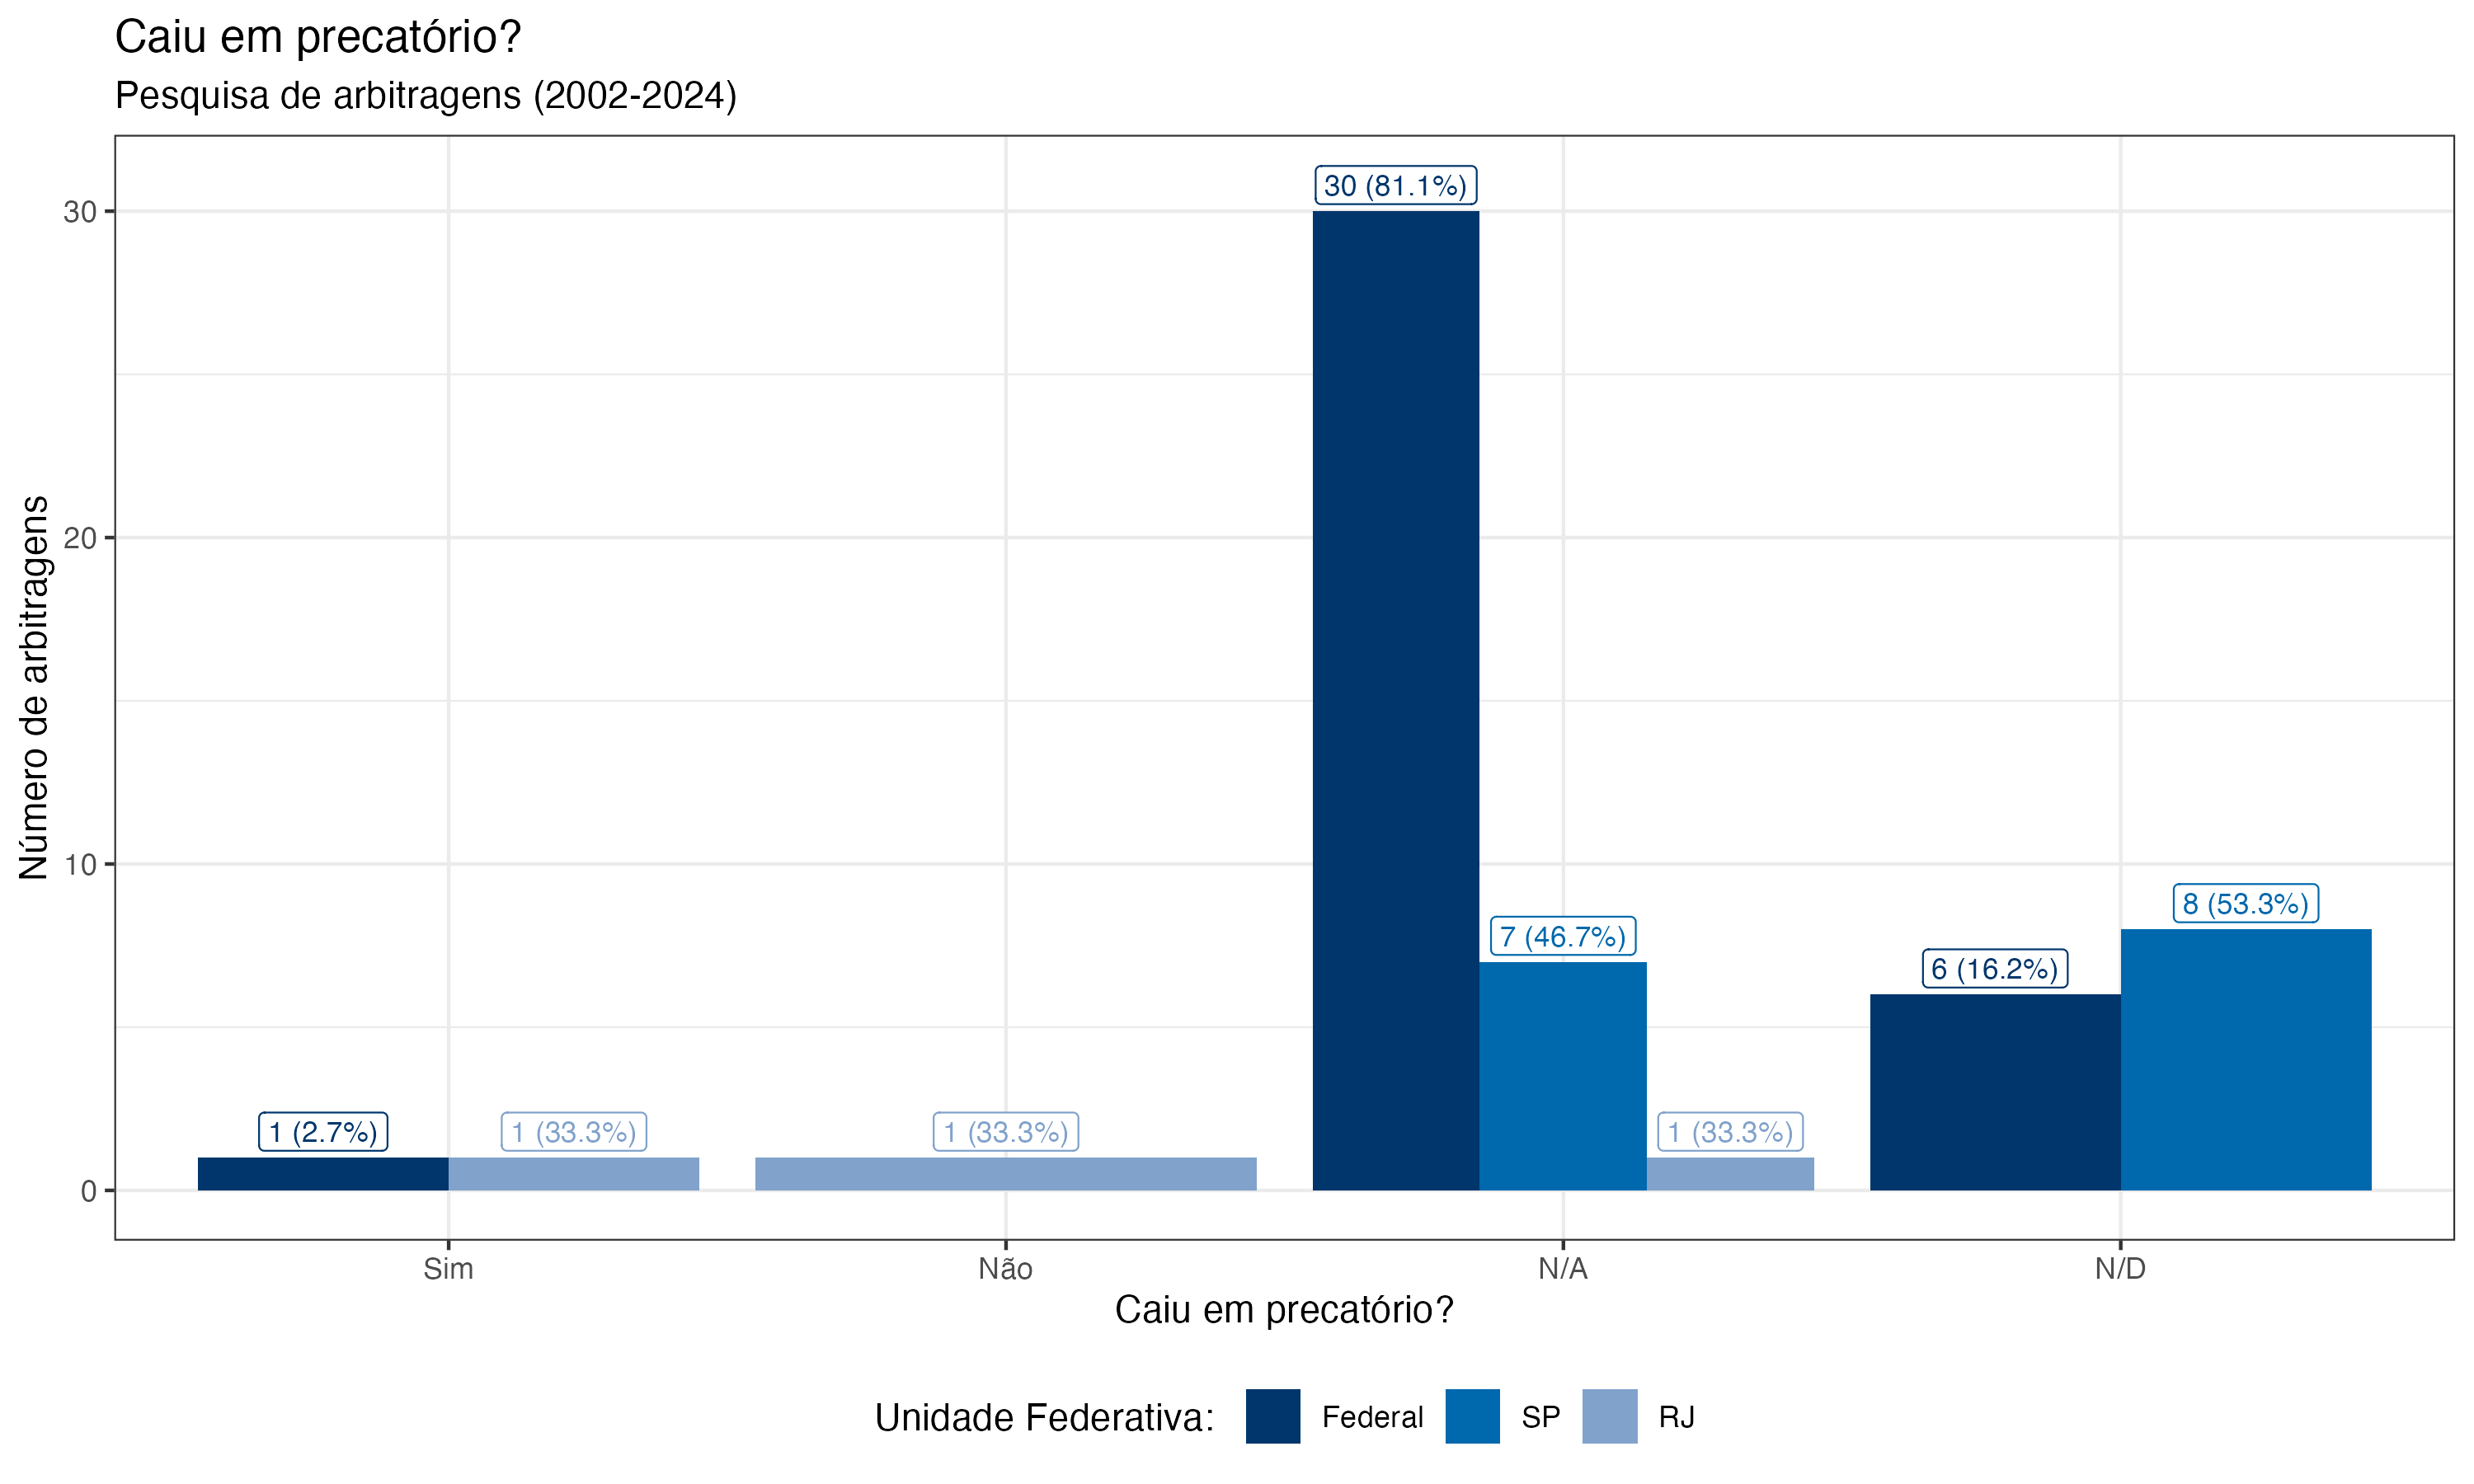 Caiu em precatório?
Pesquisa de arbitragens (2002-2024)
Número de arbitragens
30
20
10
0
1 (2.7%)
1 (33.3%)
1 (33.3%)
30 (81.1%)
7 (46.7%)
1 (33.3%)
6 (16.2%)
8 (53.3%)
Sim
Não
N/A
N/D
Caiu em precatório?
Unidade Federativa: Federal SP RJ